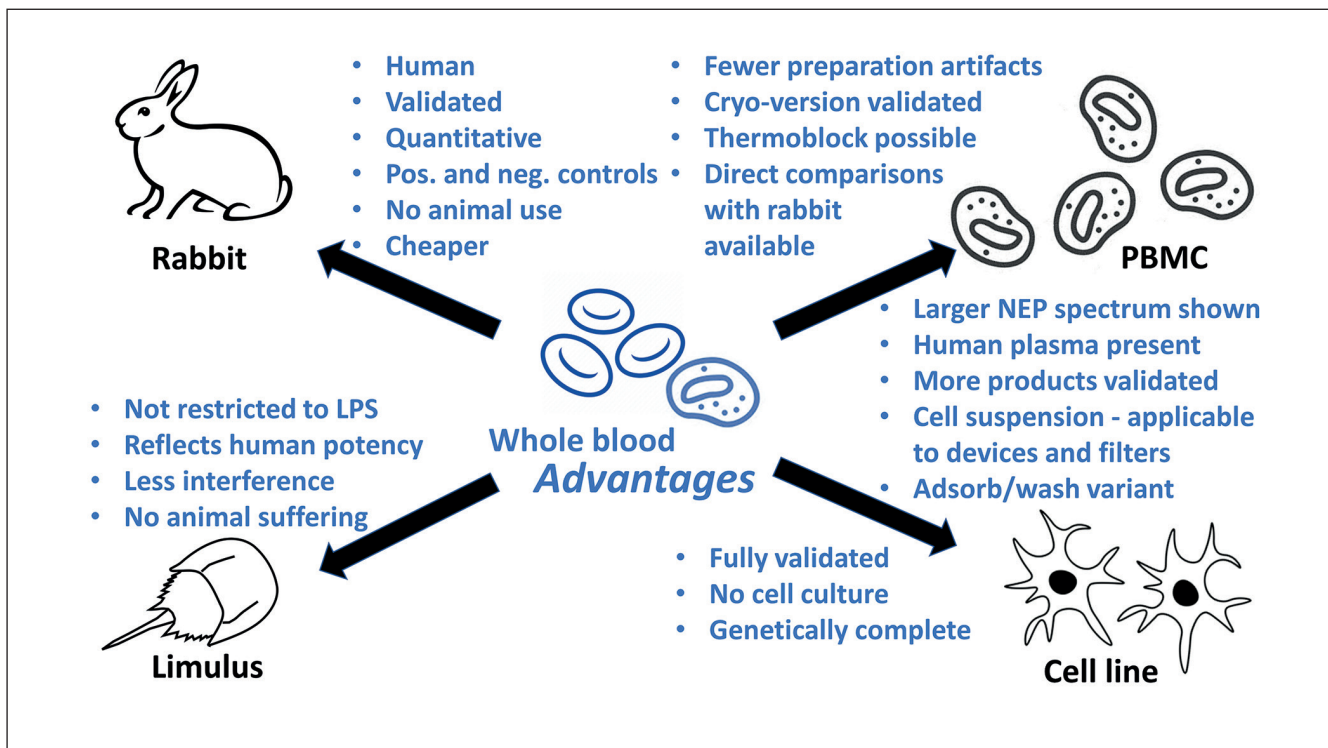 • Human
• Validated
• Quantitative
• Pos. and neg. controls
• No animal use
• Cheaper
Rabbit
• Fewer preparation artifacts
• Cryo-version validated
• Thermoblock possible
• Direct comparisons
with rabbit
available
PBMC
• Larger NEP spectrum shown
• Human plasma present
• More products validated
• Cell suspension - applicable
to devices and filters
• Adsorb/wash variant
Whole blood
Advantages
• Not restricted to LPS
• Reflects human potency
• Less interference
• No animal suffering
Limulus
• Fully validated
• No cell culture
• Genetically complete
Cell line